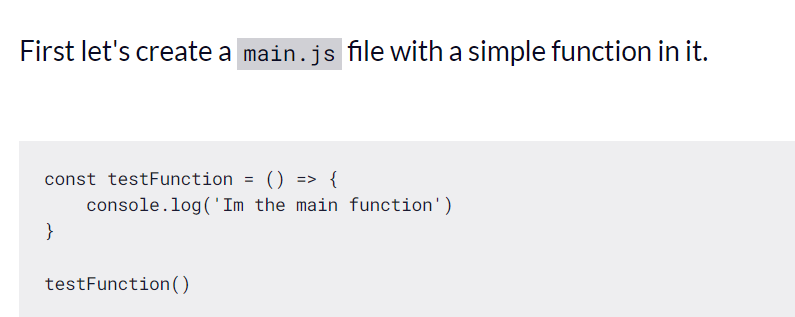 First let's create a main.js file with a simple function in it.
const testFunction = () => {
    console.log('Im the main function')
}
testFunction()